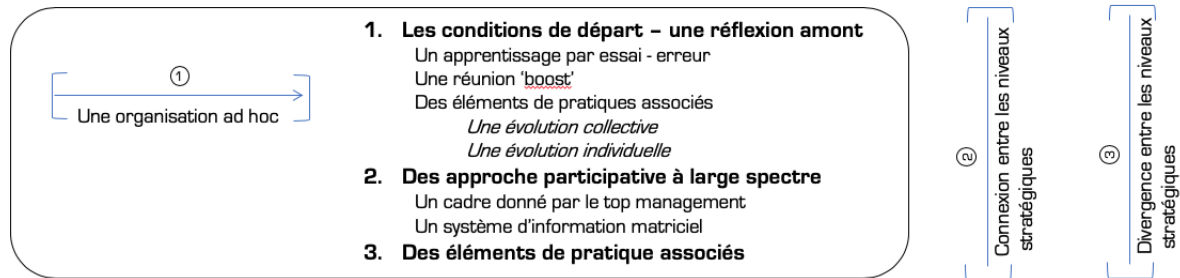 ①
Une organisation ad hoc
1. Les conditions de départ – une réflexion amont
Un apprentissage par essai - erreur
Une réunion ‘boost’
Des éléments de pratiques associés
Une évolution collective
Une évolution individuelle
2. Des approche participative à large spectre
Un cadre donné par le top management
Un système d’information matriciel
3. Des éléments de pratique associés
②
Connexion entre les niveaux
stratégiques
③
Divergence entre les niveaux
stratégiques